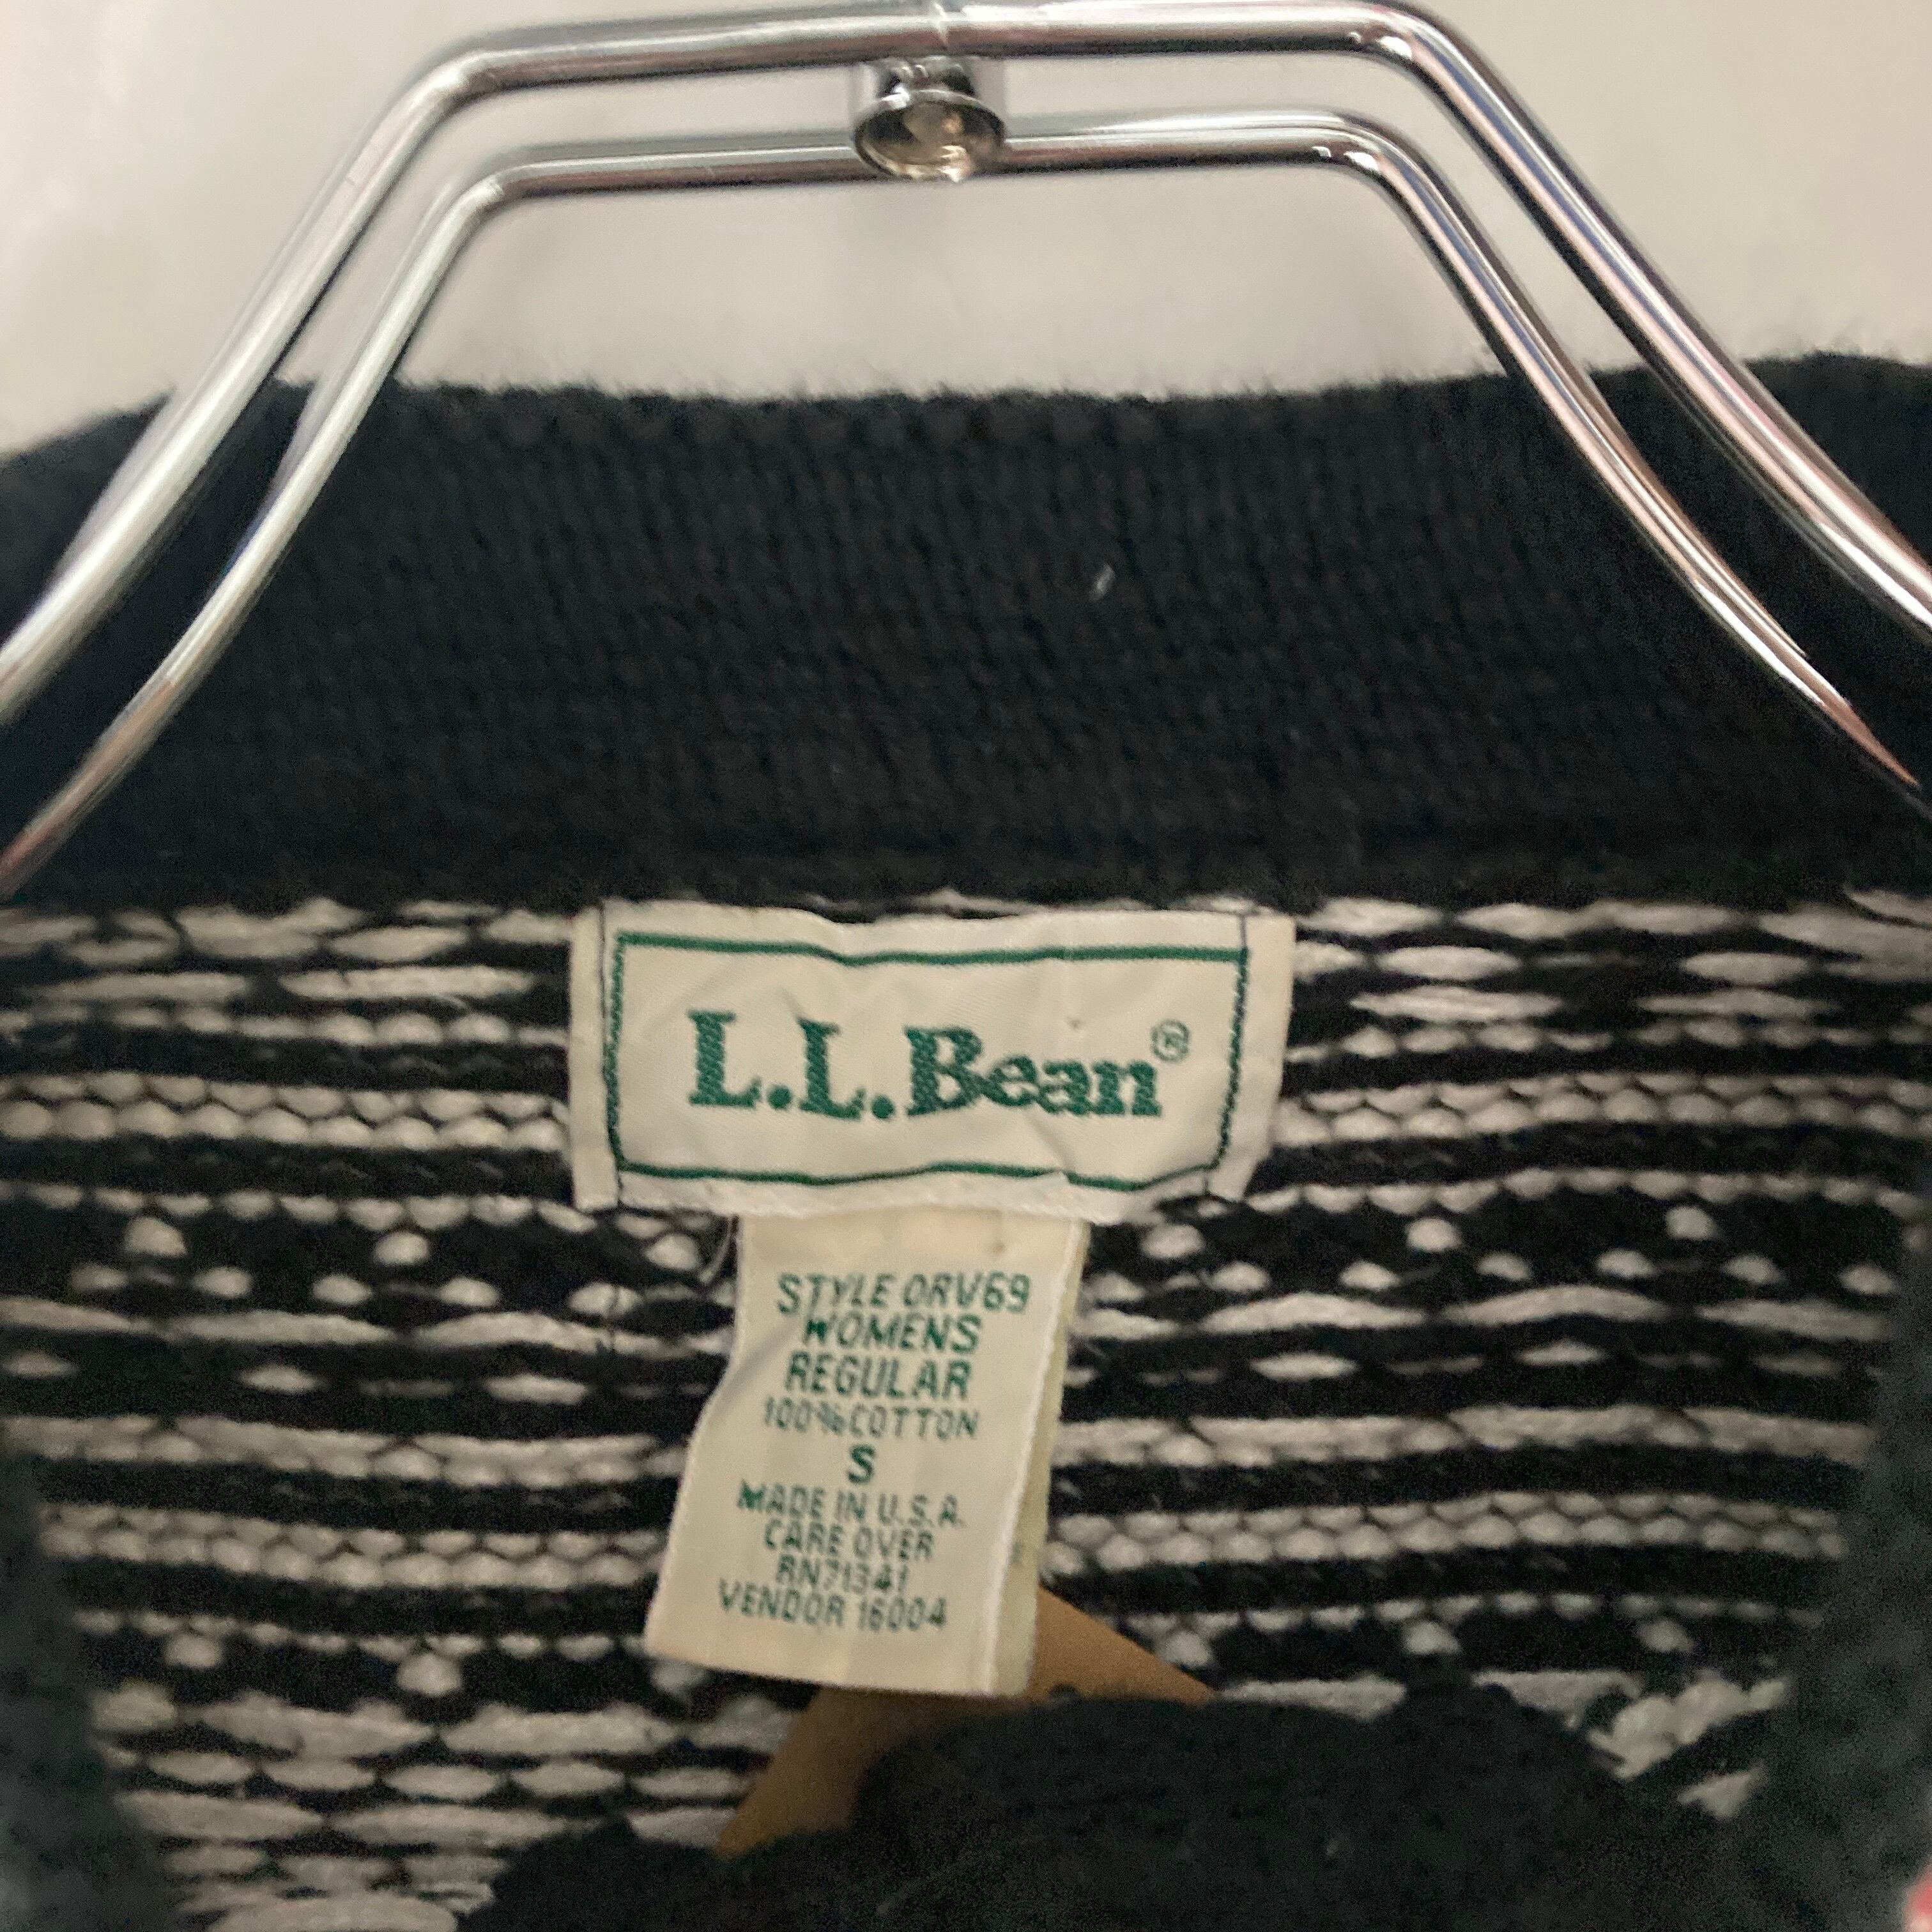 L.L.Bean®
STYLE ORV69
WOMENS
REGULAR
100% COTTON
S
MADE IN U.S.A.
CARE OVER
RN71341
VENDOR 16004